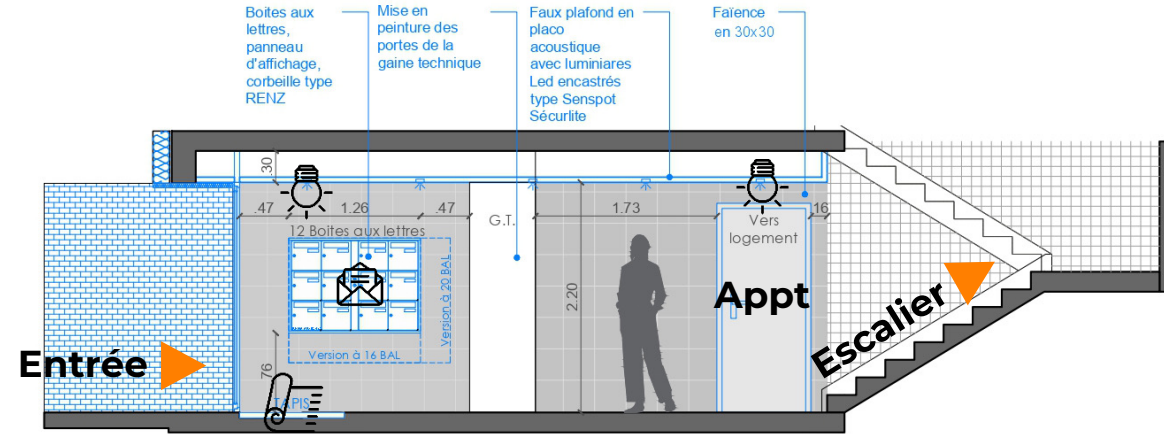 Boites aux
lettres,
panneau
d'affichage,
corbeille type
RENZ
Mise en
peinture des
portes de la
gaine technique
Faux plafond en
placo
acoustique
avec luminiares
Led encastrés
type Senspot
Sécurlite
Faïence
en 30x30
30
.47
1.26
.47
G.T.
1.73
Vers
logement
16
12 Boites aux lettres
Version à 20 BAL
2.20
Appt
Escalier
Version à 16 BAL
Entrée
76
TAPIS